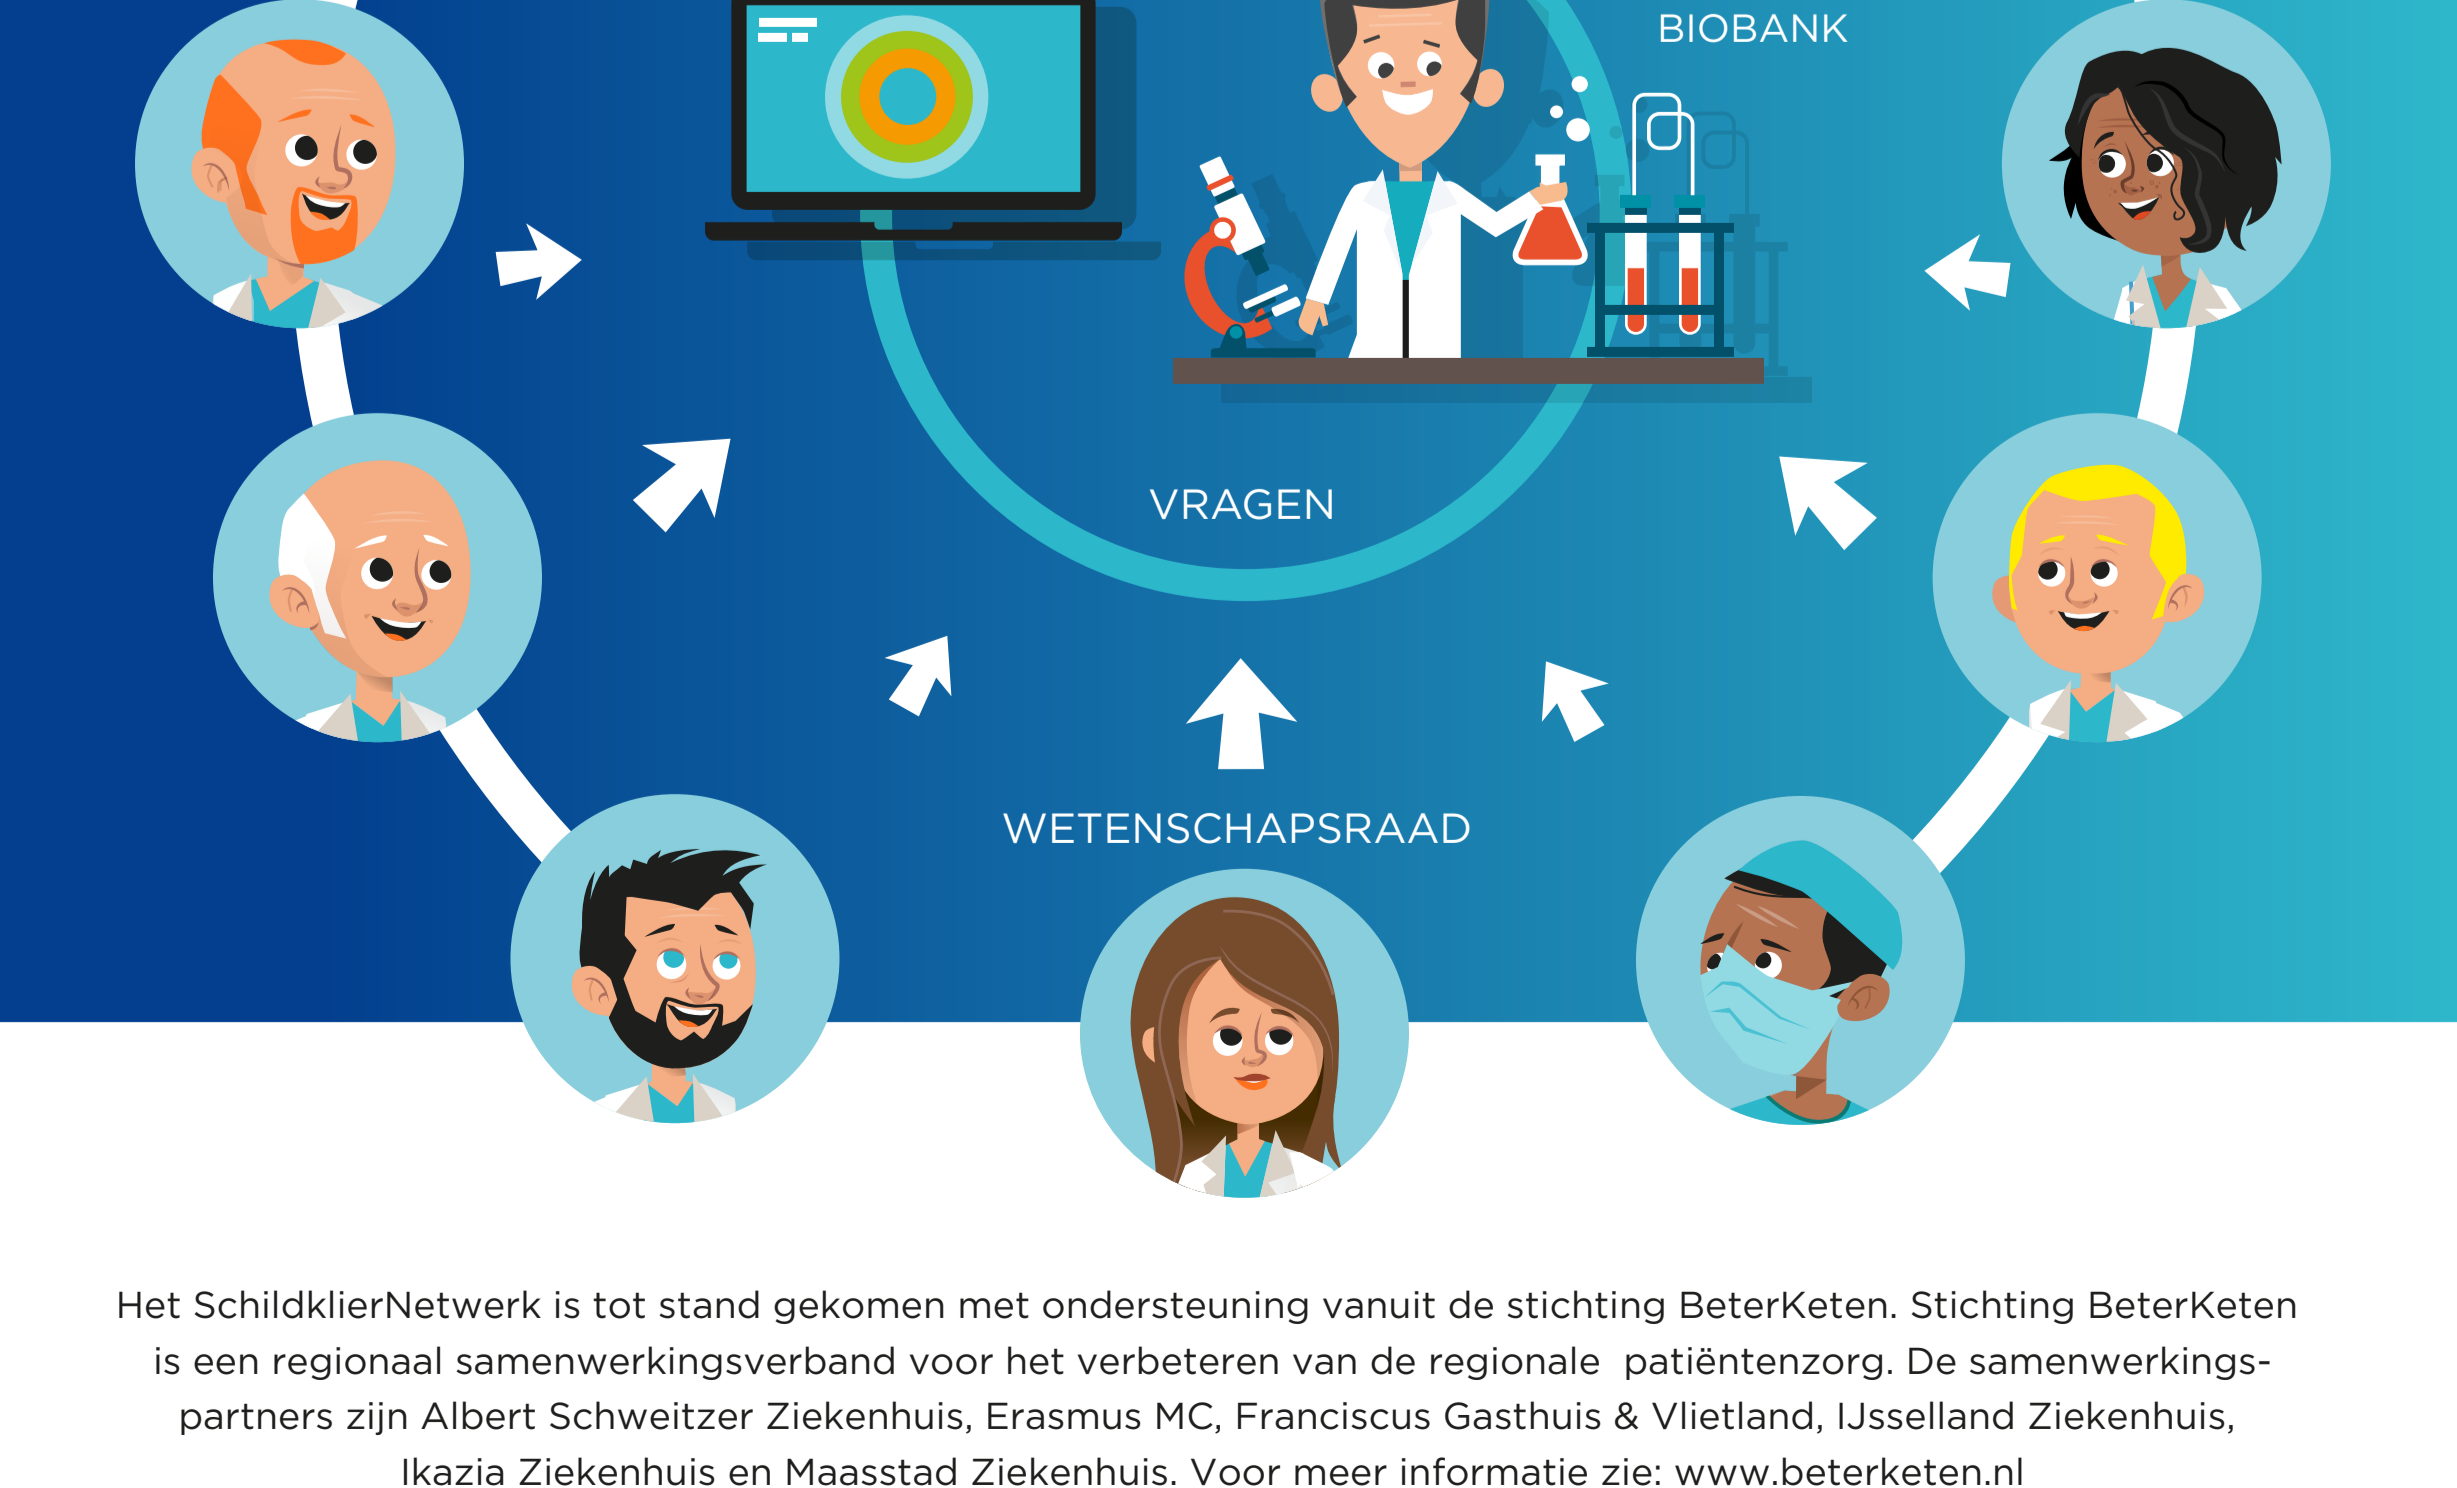 BIOBANK
VRAGEN
WETENSCHAPSRAAD
Het SchildklierNetwerk is tot stand gekomen met ondersteuning vanuit de stichting BeterKeten. Stichting BeterKeten
is een regionaal samenwerkingsverband voor het verbeteren van de regionale patiëntenzorg. De samenwerkings-
partners zijn Albert Schweitzer Ziekenhuis, Erasmus MC, Franciscus Gasthuis & Vlietland, IJsselland Ziekenhuis,
Ikazia Ziekenhuis en Maasstad Ziekenhuis. Voor meer informatie zie: www.beterketen.nl